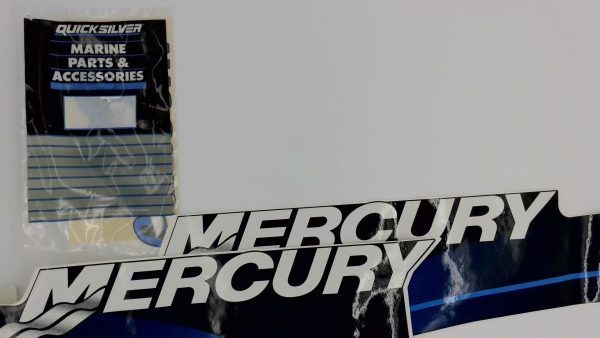 QUICKSILVER
MARINE
PARTS &
ACCESSORIES
MERCURY
MERCURY